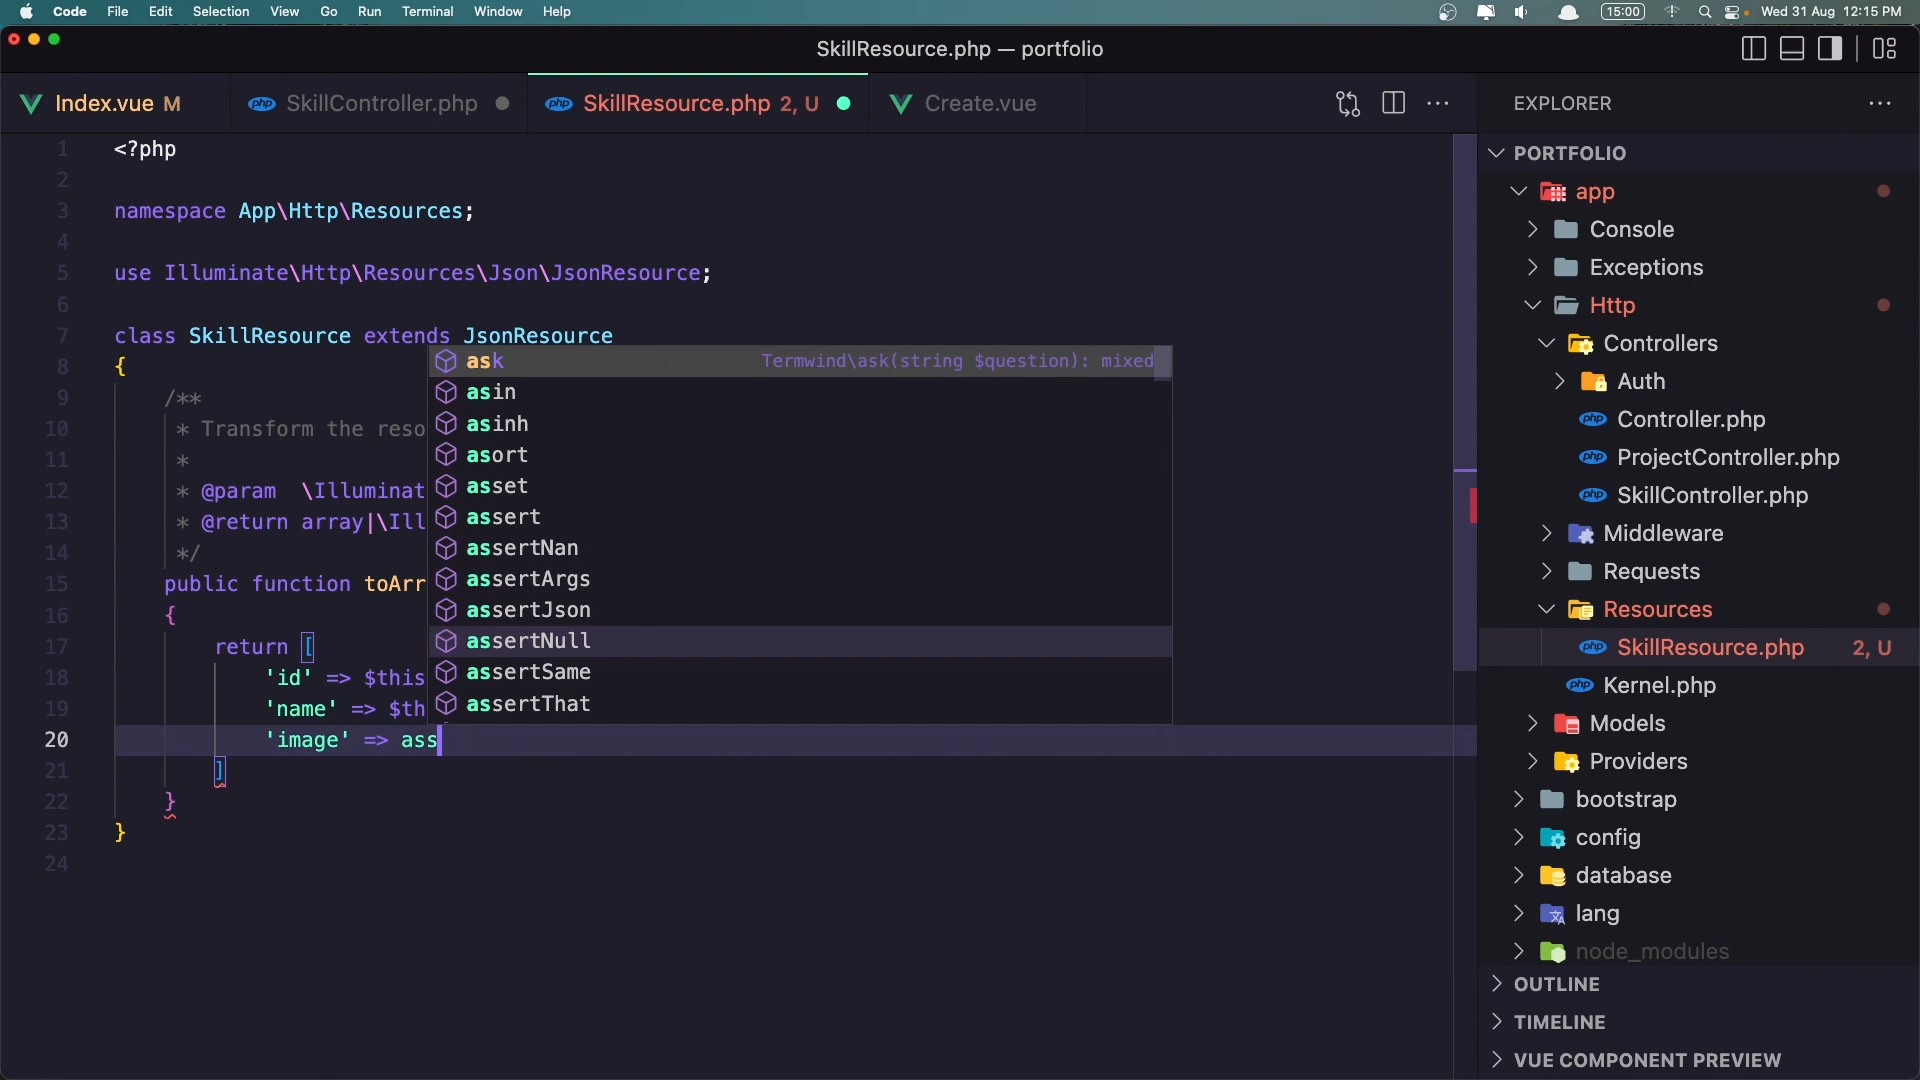 Code File Edit Selection View Go Run Terminal Window Help
15:00 Wed 31 Aug 12:15 PM
SkillResource.php — portfolio
Index.vue M
php SkillController.php
php SkillResource.php 2, U
Create.vue
1 <?php
2
3 namespace App\Http\Resources;
4
5 use Illuminate\Http\Resources\Json\JsonResource;
6
7 class SkillResource extends JsonResource
8 {
9 /**
10 * Transform the reso
11 *
12 * @param  \Illuminat
13 * @return array|\Ill
14 */
15 public function toArr
16 {
17 return [
18 'id' => $this
19 'name' => $th
20 'image' => ass
21 ]
22 }
23 }
24
ask Termwind\ask(string $question): mixed
asin
asinh
asort
asset
assert
assertNan
assertArgs
assertJson
assertNull
assertSame
assertThat
EXPLORER
PORTFOLIO
app
Console
Exceptions
Http
Controllers
Auth
php Controller.php
php ProjectController.php
php SkillController.php
Middleware
Requests
Resources
php SkillResource.php 2, U
php Kernel.php
Models
Providers
bootstrap
config
database
lang
node_modules
OUTLINE
TIMELINE
VUE COMPONENT PREVIEW